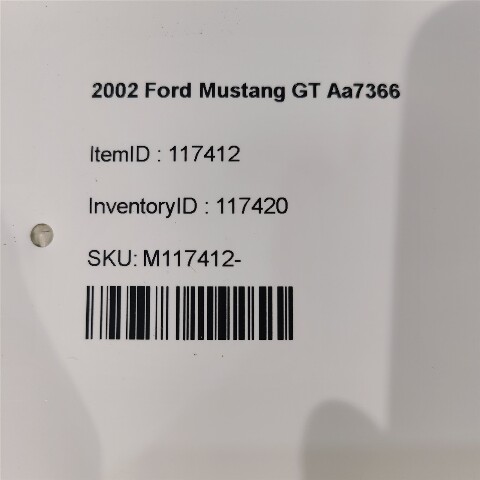 2002 Ford Mustang GT Aa7366
ItemID : 117412
InventoryID : 117420
SKU: M117412-